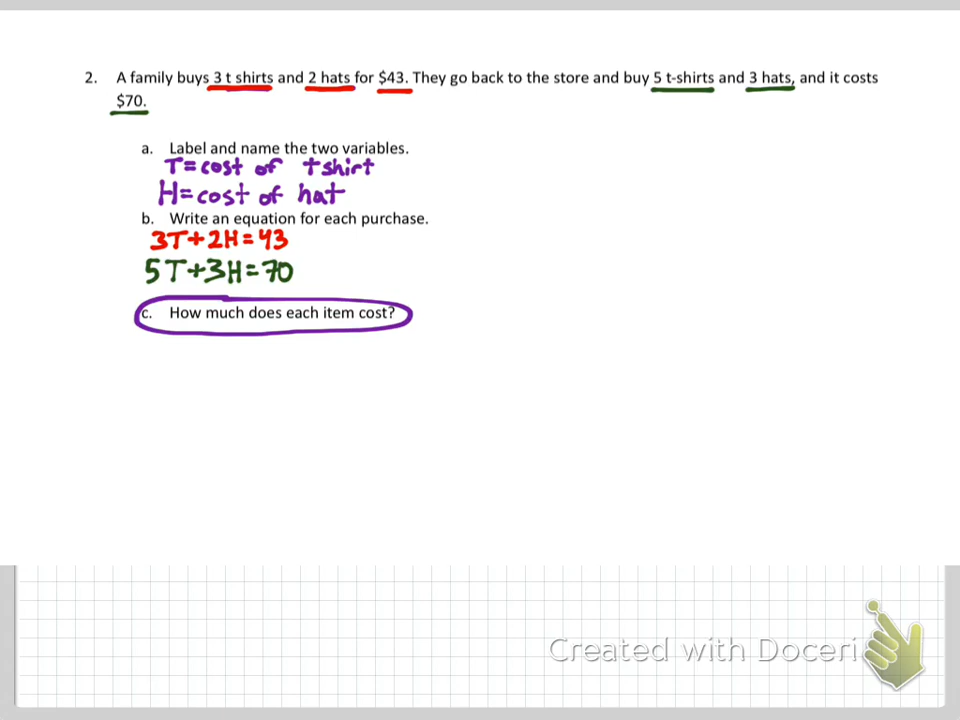 2. A family buys 3 t shirts and 2 hats for $43. They go back to the store and buy 5 t-shirts and 3 hats, and it costs
$70.
a. Label and name the two variables.
T=cost of tshirt
H=cost of hat
b. Write an equation for each purchase.
3T+2H=43
5T+3H=70
c. How much does each item cost?
Created with Doceri